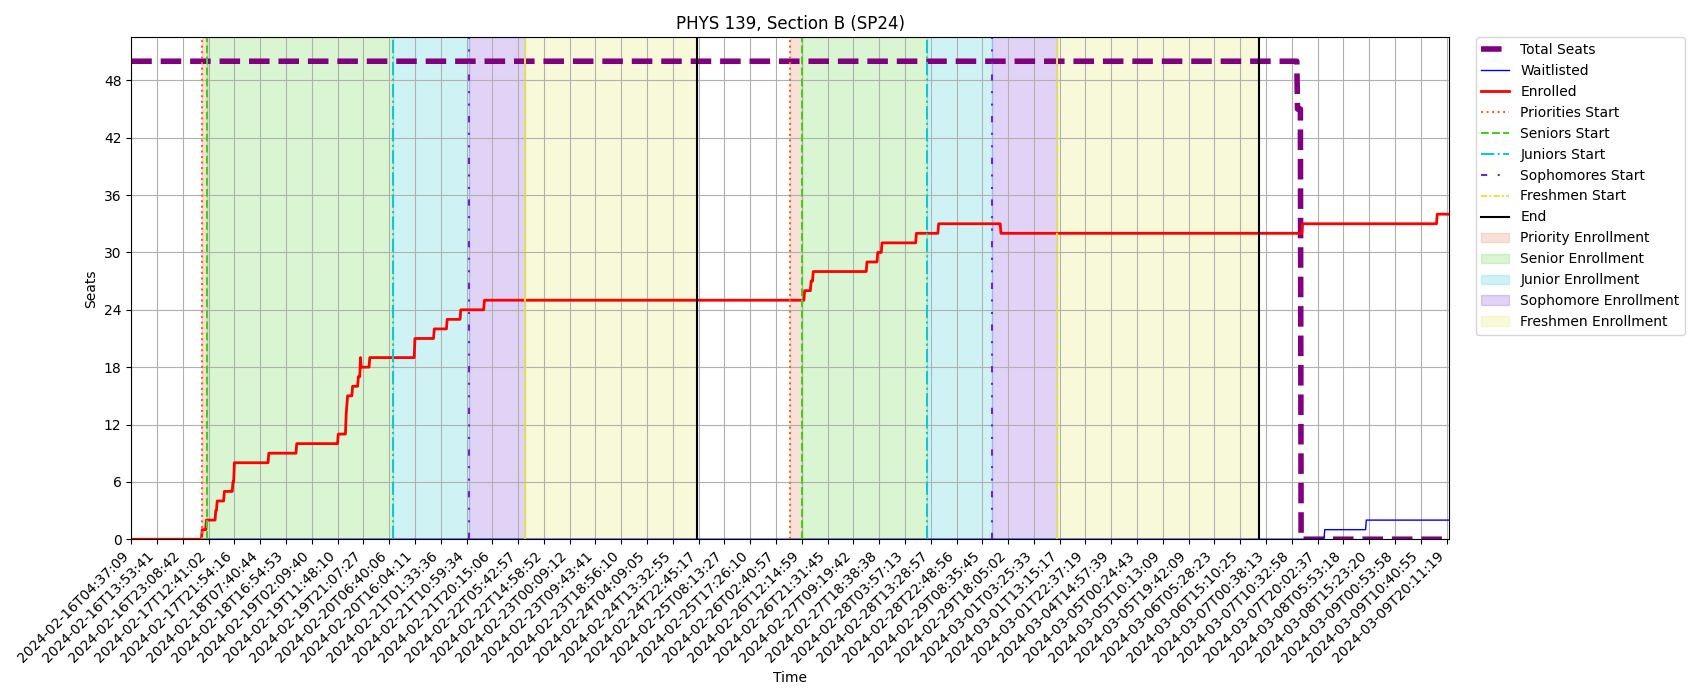 PHYS 139, Section B (SP24)
Total Seats
Waitlisted
Enrolled
Priorities Start
Seniors Start
Juniors Start
Sophomores Start
Freshmen Start
End
Priority Enrollment
Senior Enrollment
Junior Enrollment
Sophomore Enrollment
Freshmen Enrollment
Seats
48
42
36
30
24
18
12
6
0
2024-02-16T04:37:09
2024-02-16T13:53:41
2024-02-16T23:08:42
2024-02-17T12:41:02
2024-02-17T21:54:16
2024-02-18T07:40:44
2024-02-18T16:54:53
2024-02-19T02:09:40
2024-02-19T11:48:10
2024-02-19T21:07:27
2024-02-20T06:40:06
2024-02-20T16:04:11
2024-02-21T01:33:36
2024-02-21T10:59:34
2024-02-21T20:15:06
2024-02-22T05:42:57
2024-02-22T14:58:52
2024-02-23T00:09:12
2024-02-23T09:43:41
2024-02-23T18:56:10
2024-02-24T04:09:05
2024-02-24T13:32:55
2024-02-24T22:45:17
2024-02-25T08:13:27
2024-02-25T17:26:10
2024-02-26T02:40:57
2024-02-26T12:14:59
2024-02-26T21:31:45
2024-02-27T09:19:42
2024-02-27T18:38:38
2024-02-28T03:57:13
2024-02-28T13:28:57
2024-02-28T22:48:56
2024-02-29T08:35:45
2024-02-29T18:05:02
2024-03-01T03:25:33
2024-03-01T13:15:17
2024-03-01T22:37:19
2024-03-04T14:57:39
2024-03-05T00:24:43
2024-03-05T10:13:09
2024-03-05T19:42:09
2024-03-06T05:28:23
2024-03-06T15:10:23
2024-03-07T00:38:13
2024-03-07T10:32:58
2024-03-07T20:02:37
2024-03-08T05:53:18
2024-03-08T15:23:20
2024-03-09T00:53:58
2024-03-09T10:40:55
2024-03-09T20:11:19
Time